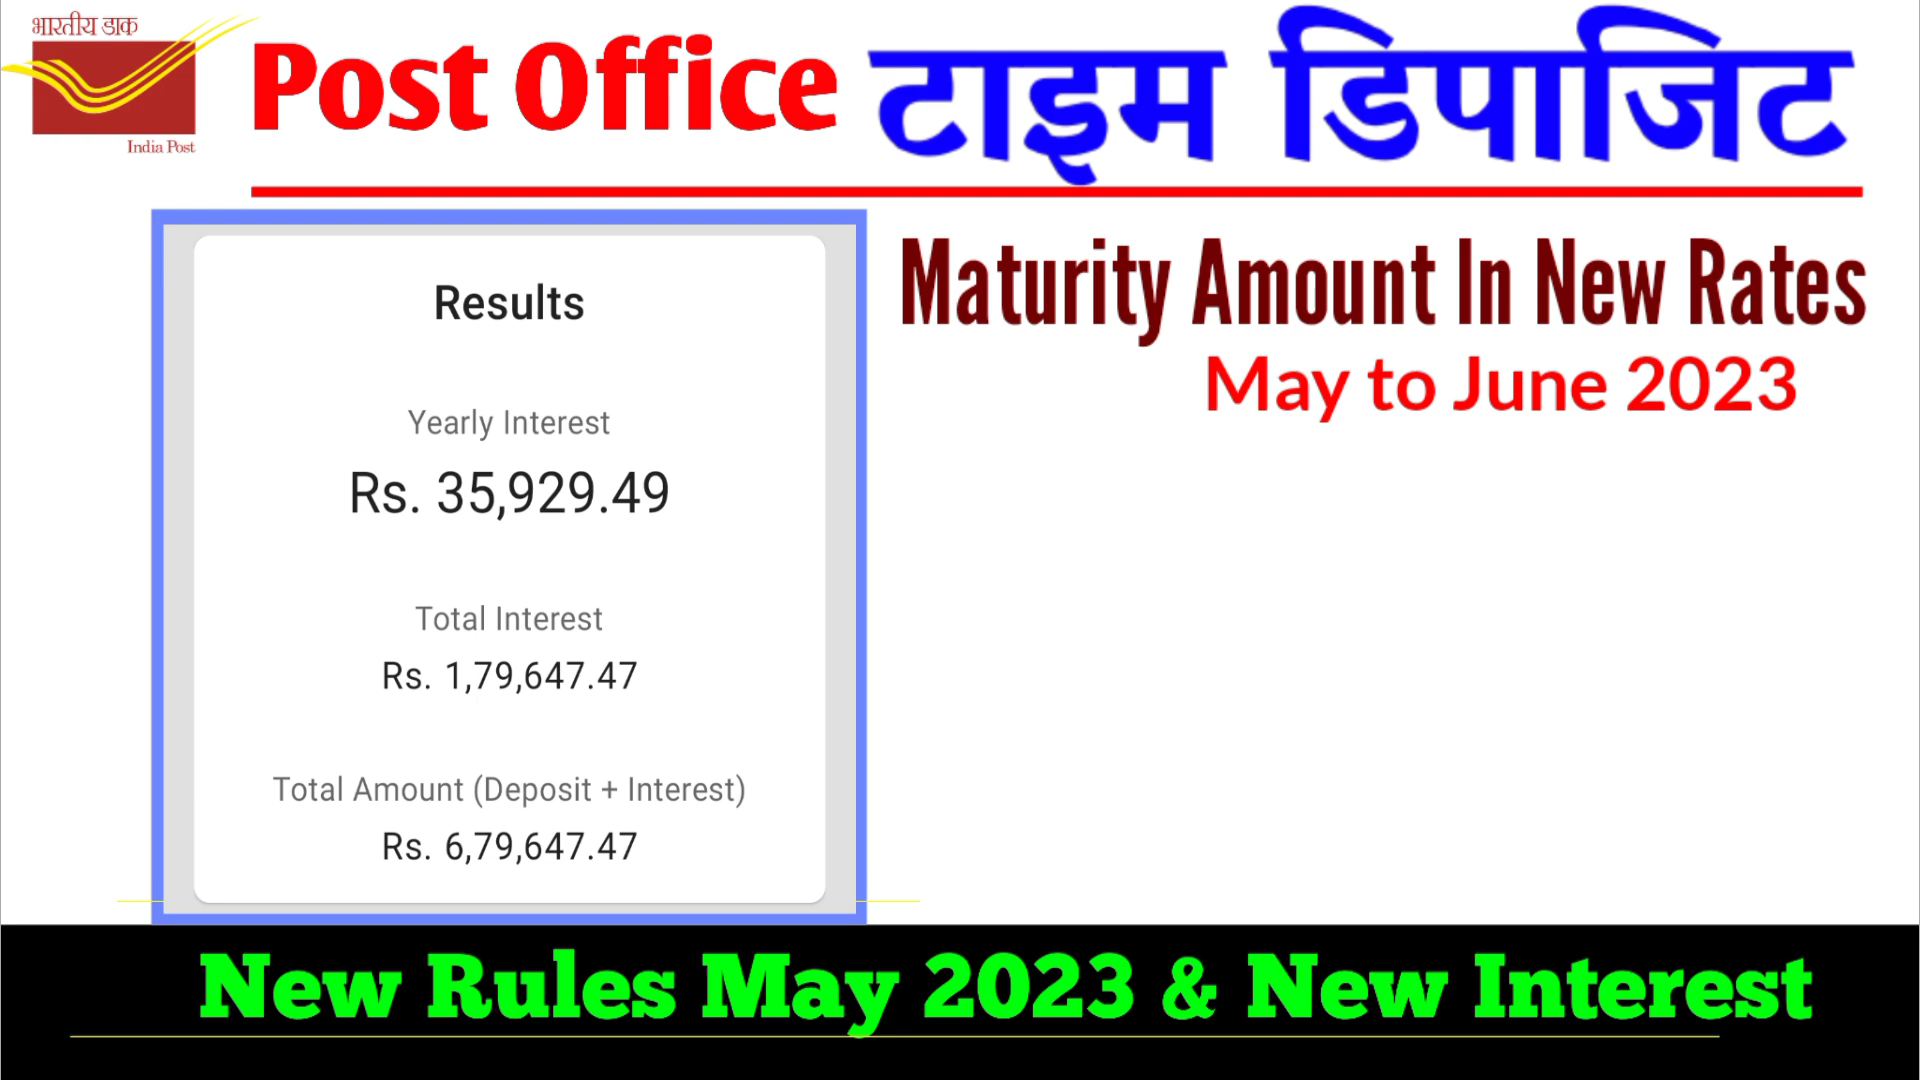 भारतीय डाक
India Post
Post Office टाइम डिपाजिट
Maturity Amount In New Rates
May to June 2023
Results
Yearly Interest
Rs. 35,929.49
Total Interest
Rs. 1,79,647.47
Total Amount (Deposit + Interest)
Rs. 6,79,647.47
New Rules May 2023 & New Interest